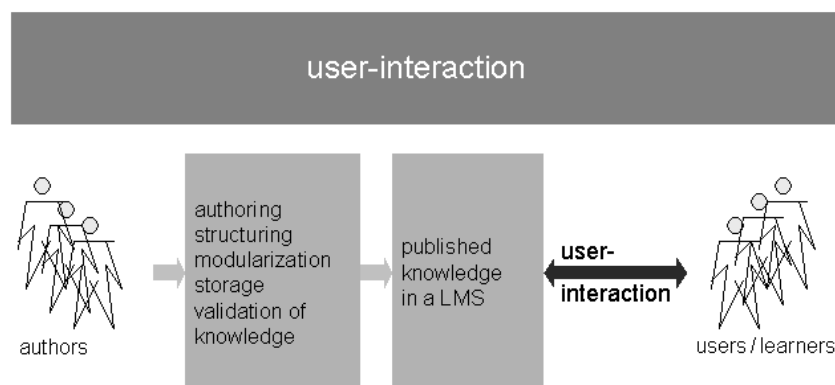 user-interaction
authoring
structuring
modularization
storage
validation of
knowledge
published
knowledge
in a LMS
user-
interaction
authors
users / learners